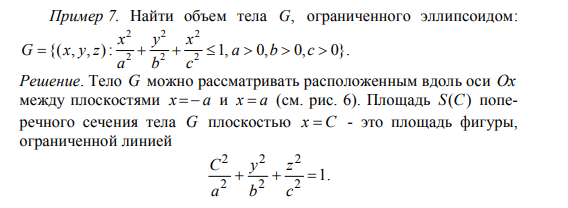 Пример 7. Найти объем тела G, ограниченного эллипсоидом:
G = {(x, y, z): x²/a² + y²/b² + x²/c² ≤ 1, a > 0, b > 0, c > 0}.
Решение. Тело G можно рассматривать расположенным вдоль оси Ox
между плоскостями x = −a и x = a (см. рис. 6). Площадь S(C) попе-
речного сечения тела G плоскостью x = C - это площадь фигуры,
ограниченной линией
C²/a² + y²/b² + z²/c² = 1.